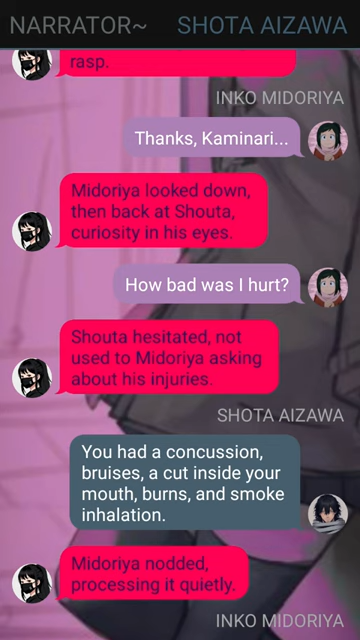 NARRATOR~ SHOTA AIZAWA
rasp.
INKO MIDORIYA
Thanks, Kaminari...
Midoriya looked down,
then back at Shouta,
curiosity in his eyes.
How bad was I hurt?
Shouta hesitated, not
used to Midoriya asking
about his injuries.
SHOTA AIZAWA
You had a concussion,
bruises, a cut inside your
mouth, burns, and smoke
inhalation.
Midoriya nodded,
processing it quietly.
INKO MIDORIYA